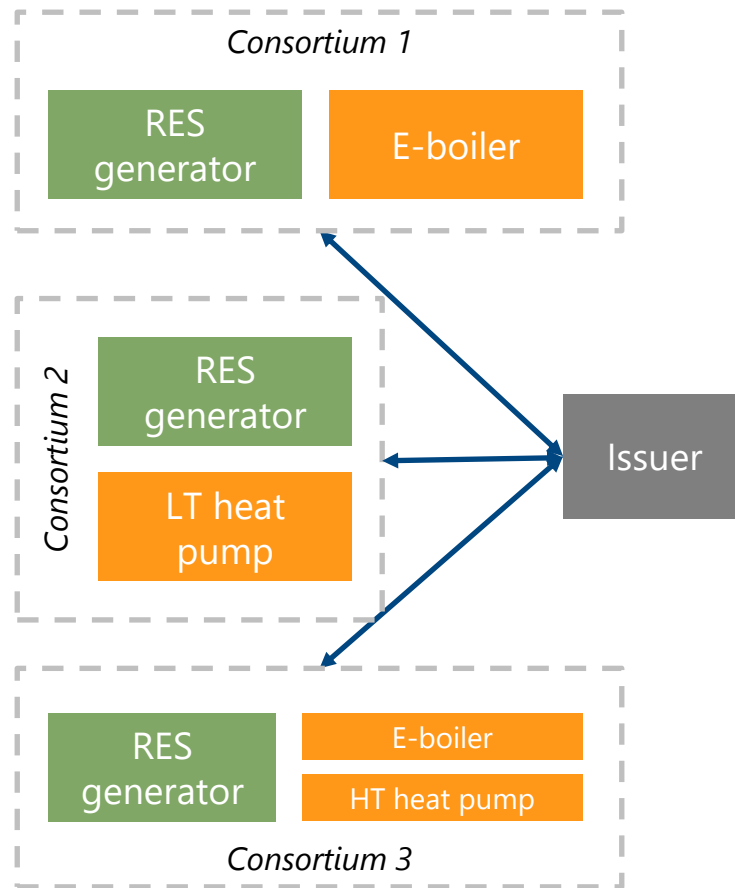 Consortium 1
RES
generator
E-boiler
Consortium 2
RES
generator
LT heat
pump
Issuer
RES
generator
E-boiler
HT heat pump
Consortium 3